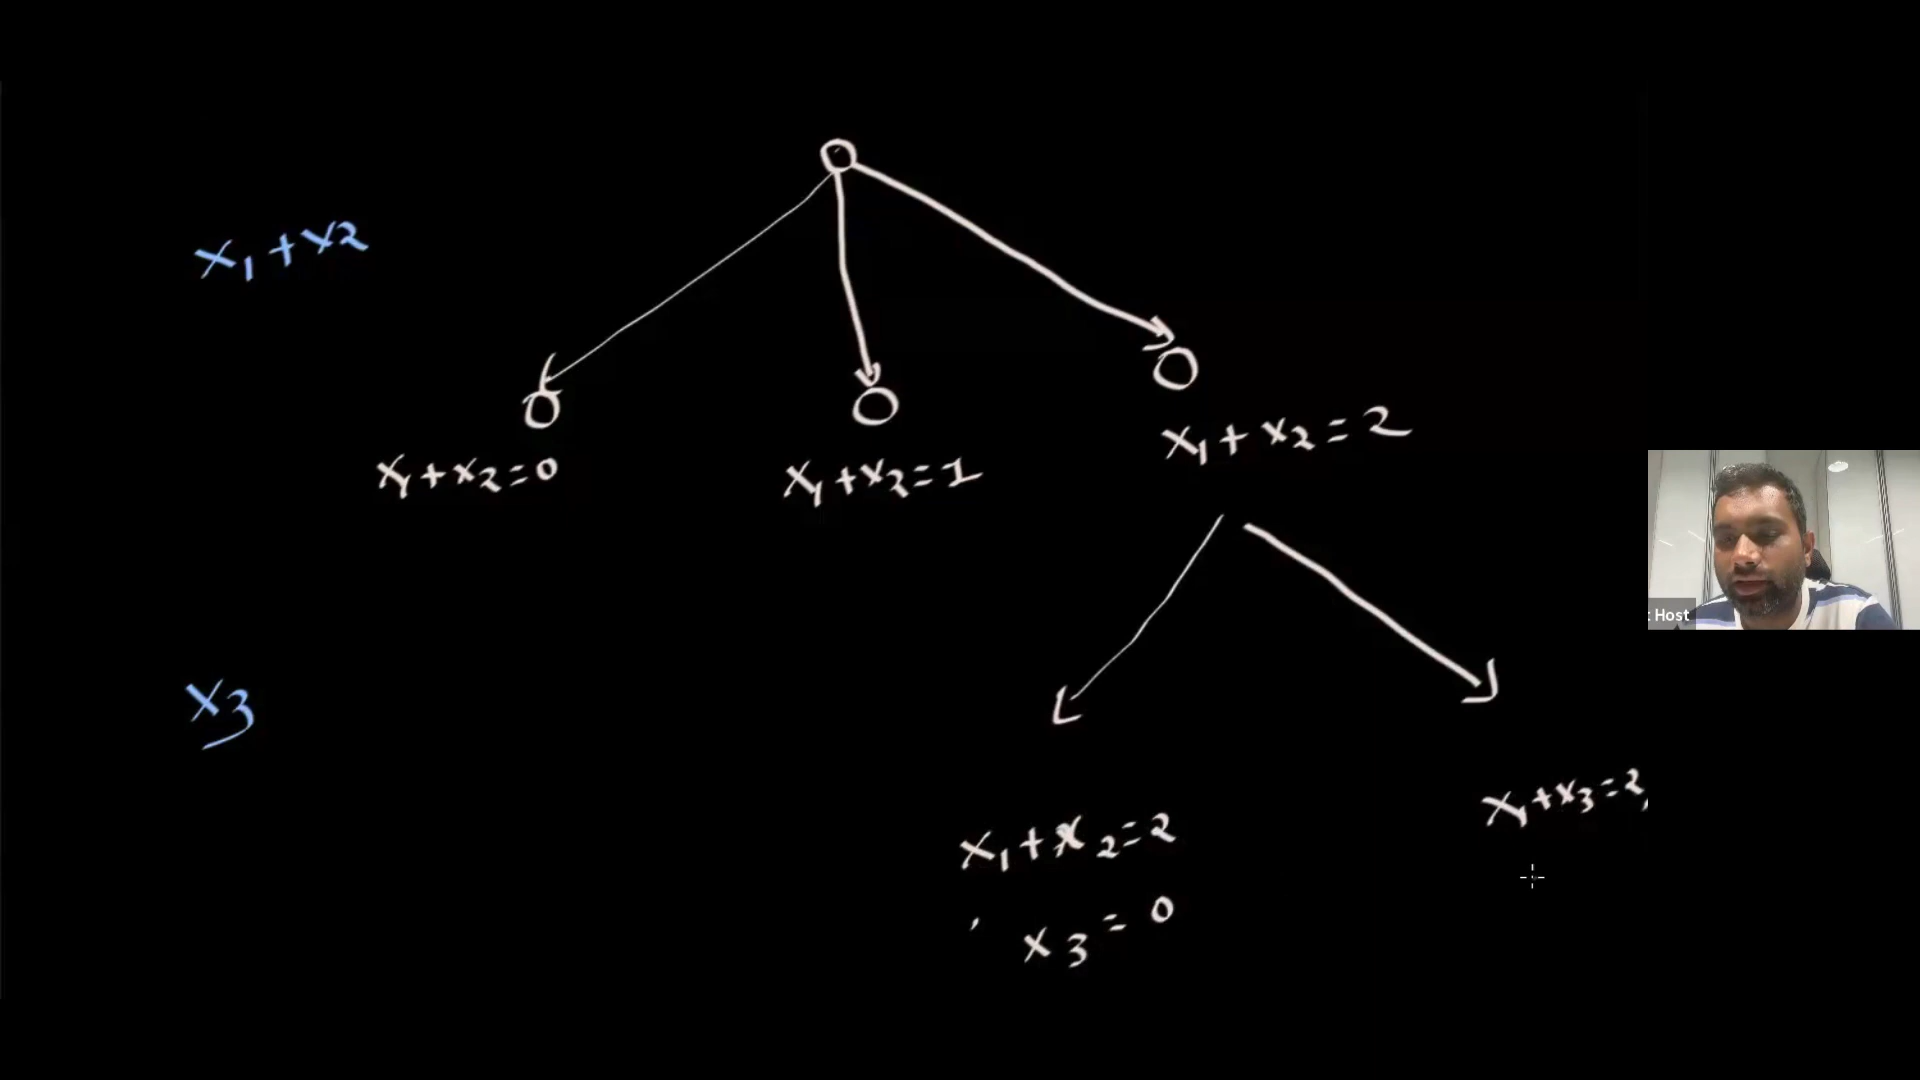 x1+x2
x1+x2=0
x1+x2=1
x1+x2=2
x3
x1+x2=2
, x3=0
x1+x3=2,
Host